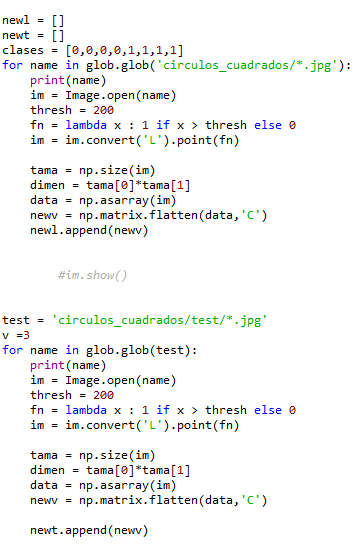 newl = []
newt = []
clases = [0,0,0,0,1,1,1,1]
for name in glob.glob('circulos_cuadrados/*.jpg'):
    print(name)
    im = Image.open(name)
    thresh = 200
    fn = lambda x : 1 if x > thresh else 0
    im = im.convert('L').point(fn)

    tama = np.size(im)
    dimen = tama[0]*tama[1]
    data = np.asarray(im)
    newv = np.matrix.flatten(data,'C')
    newl.append(newv)

        #im.show()

test = 'circulos_cuadrados/test/*.jpg'
v =3
for name in glob.glob(test):
    print(name)
    im = Image.open(name)
    thresh = 200
    fn = lambda x : 1 if x > thresh else 0
    im = im.convert('L').point(fn)

    tama = np.size(im)
    dimen = tama[0]*tama[1]
    data = np.asarray(im)
    newv = np.matrix.flatten(data,'C')

    newt.append(newv)